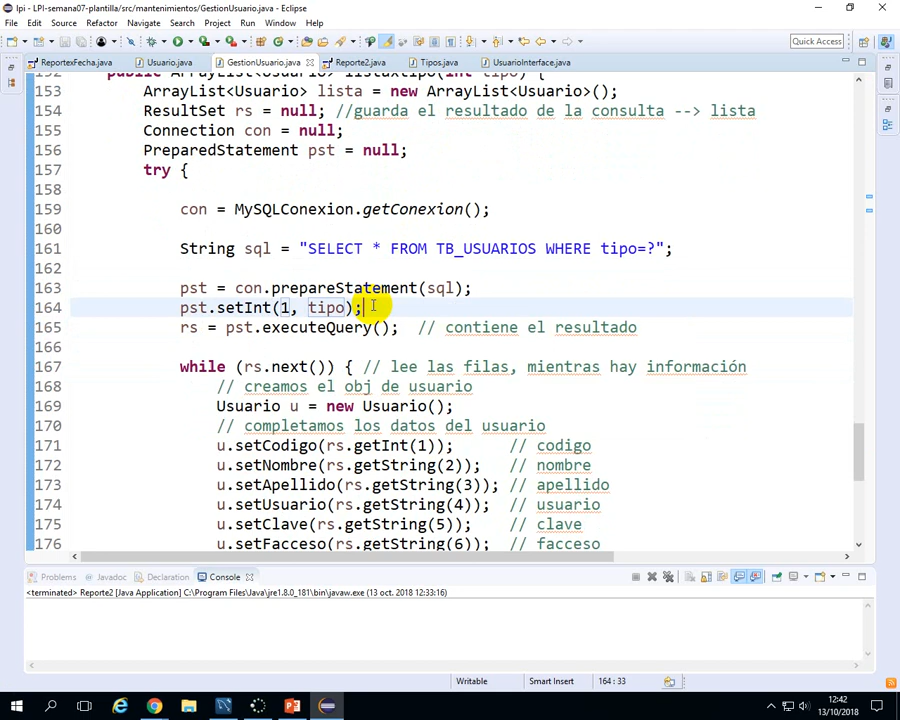 lpi - LPI-semana07-plantilla/src/mantenimientos/GestionUsuario.java - Eclipse
File Edit Source Refactor Navigate Search Project Run Window Help
Quick Access
ReportexFecha.java Usuario.java GestionUsuario.java Reporte2.java Tipos.java UsuarioInterface.java
152 public ArrayList<Usuario> listaxtipo(int tipo) {
153 ArrayList<Usuario> lista = new ArrayList<Usuario>();
154 ResultSet rs = null; //guarda el resultado de la consulta --> lista
155 Connection con = null;
156 PreparedStatement pst = null;
157 try {
158
159 con = MySQLConexion.getConexion();
160
161 String sql = "SELECT * FROM TB_USUARIOS WHERE tipo=?";
162
163 pst = con.prepareStatement(sql);
164 pst.setInt(1, tipo);
165 rs = pst.executeQuery(); // contiene el resultado
166
167 while (rs.next()) { // lee las filas, mientras hay información
168 // creamos el obj de usuario
169 Usuario u = new Usuario();
170 // completamos los datos del usuario
171 u.setCodigo(rs.getInt(1)); // codigo
172 u.setNombre(rs.getString(2)); // nombre
173 u.setApellido(rs.getString(3)); // apellido
174 u.setUsuario(rs.getString(4)); // usuario
175 u.setClave(rs.getString(5)); // clave
176 u.setFacceso(rs.getString(6)); // facceso
Problems Javadoc Declaration Console
<terminated> Reporte2 [Java Application] C:\Program Files\Java\jre1.8.0_181\bin\javaw.exe (13 oct. 2018 12:33:16)
Writable Smart Insert 164 : 33
12:42
13/10/2018